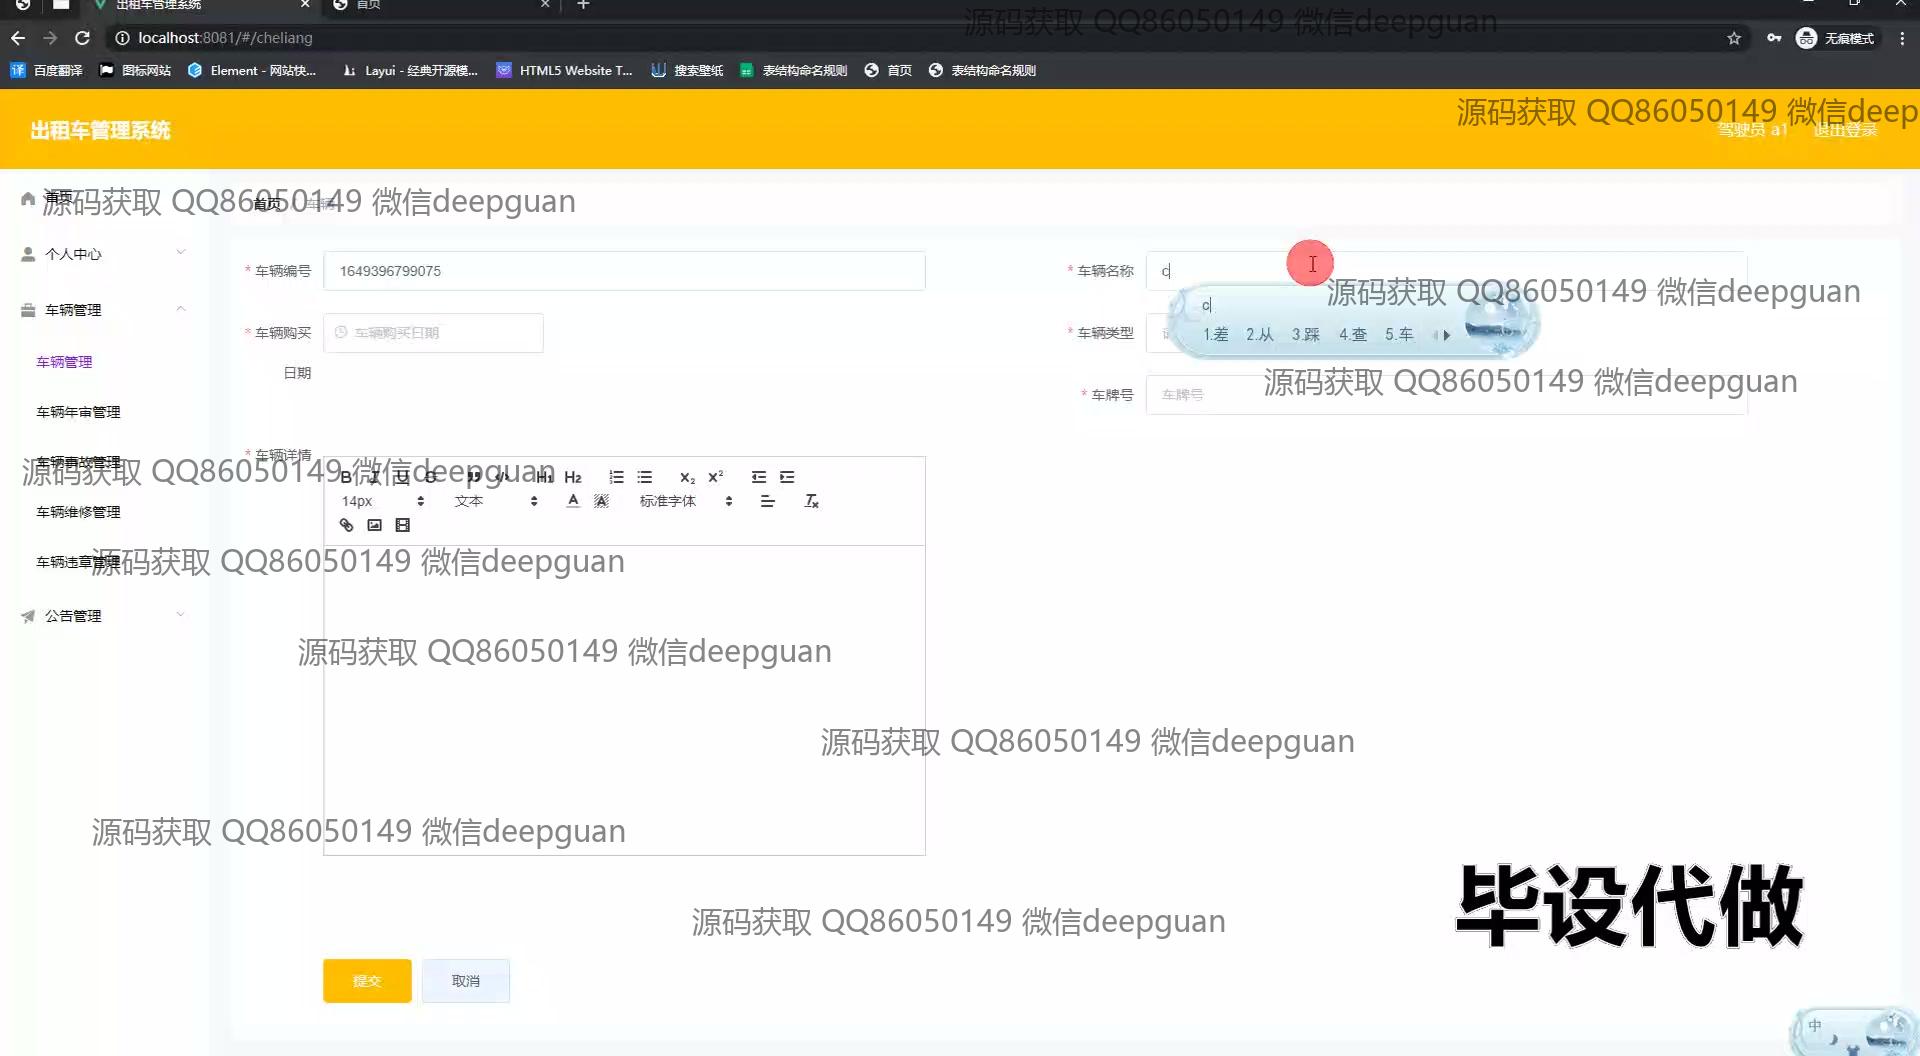 出租车管理系统
首页
localhost:8081/#/cheliang
无痕模式
百度翻译
图标网站
Element - 网站快...
Layui - 经典开源模...
HTML5 Website T...
搜索壁纸
表结构命名规则
首页
表结构命名规则
源码获取 QQ86050149 微信deepguan
出租车管理系统
源码获取 QQ86050149 微信deep
驾驶员 a1
退出登录
首页
源码获取 QQ86050149 微信deepguan
首页
车辆
个人中心
* 车辆编号
1649396799075
* 车辆名称
c
源码获取 QQ86050149 微信deepguan
车辆管理
* 车辆购买日期
车辆购买日期
* 车辆类型
c
1.差 2.从 3.踩 4.查 5.车
车辆管理
源码获取 QQ86050149 微信deepguan
* 车牌号
车牌号
车辆年审管理
* 车辆详情
车辆事故管理
源码获取 QQ86050149 微信deepguan
B I U S H1 H2 X2 X2
14px 文本 A A 标准字体 Tx
车辆维修管理
车辆违章管理
源码获取 QQ86050149 微信deepguan
公告管理
源码获取 QQ86050149 微信deepguan
源码获取 QQ86050149 微信deepguan
源码获取 QQ86050149 微信deepguan
毕设代做
源码获取 QQ86050149 微信deepguan
提交
取消
中